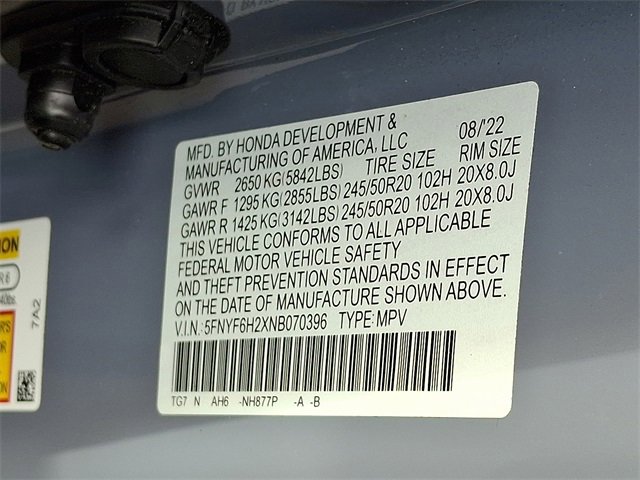 MFD. BY HONDA DEVELOPMENT &
MANUFACTURING OF AMERICA, LLC 08/'22
GVWR 2650 KG(5842LBS) TIRE SIZE RIM SIZE
GAWR F 1295 KG(2855LBS) 245/50R20 102H 20X8.0J
GAWR R 1425 KG(3142LBS) 245/50R20 102H 20X8.0J
THIS VEHICLE CONFORMS TO ALL APPLICABLE
FEDERAL MOTOR VEHICLE SAFETY
AND THEFT PREVENTION STANDARDS IN EFFECT
ON THE DATE OF MANUFACTURE SHOWN ABOVE.
V.I.N.:5FNYF6H2XNB070396 TYPE:MPV
TG7 N AH6 -NH877P -A -B
7A2